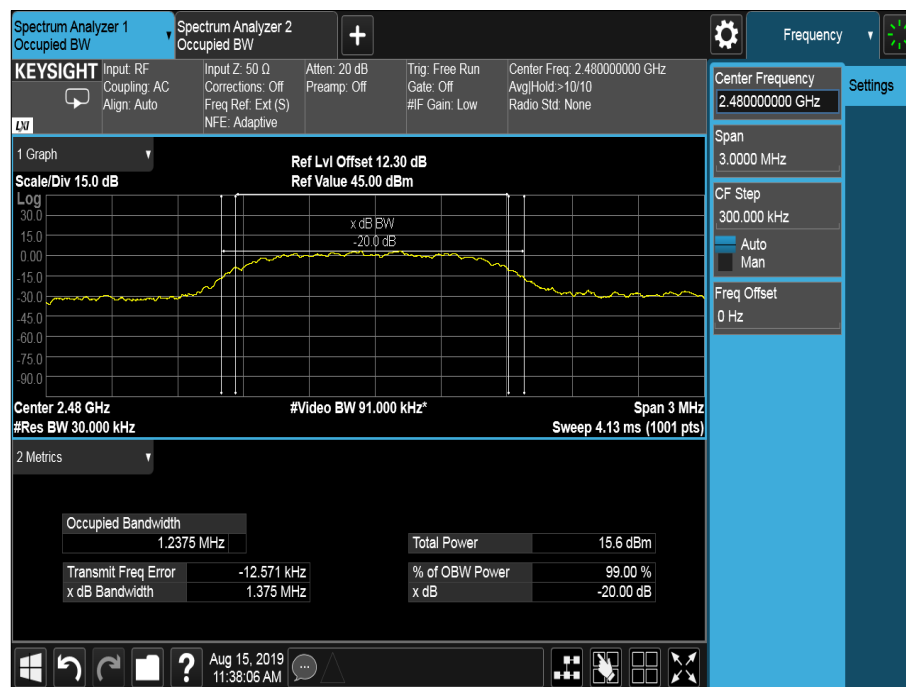 Spectrum Analyzer 1
Occupied BW
Spectrum Analyzer 2
Occupied BW
Frequency
KEYSIGHT
LXI
Input: RF
Coupling: AC
Align: Auto
Input Z: 50 Ω
Corrections: Off
Freq Ref: Ext (S)
NFE: Adaptive
Atten: 20 dB
Preamp: Off
Trig: Free Run
Gate: Off
#IF Gain: Low
Center Freq: 2.480000000 GHz
Avg|Hold:>10/10
Radio Std: None
Center Frequency
2.480000000 GHz
Settings
Span
3.0000 MHz
CF Step
300.000 kHz
Auto
Man
Freq Offset
0 Hz
1 Graph
Scale/Div 15.0 dB
Ref Lvl Offset 12.30 dB
Ref Value 45.00 dBm
Log
30.0
15.0
0.00
-15.0
-30.0
-45.0
-60.0
-75.0
-90.0
x dB BW
-20.0 dB
Center 2.48 GHz
#Video BW 91.000 kHz*
Span 3 MHz
#Res BW 30.000 kHz
Sweep 4.13 ms (1001 pts)
2 Metrics
Occupied Bandwidth
1.2375 MHz
Total Power 15.6 dBm
Transmit Freq Error -12.571 kHz
% of OBW Power 99.00 %
x dB Bandwidth 1.375 MHz
x dB -20.00 dB
?
Aug 15, 2019
11:38:06 AM